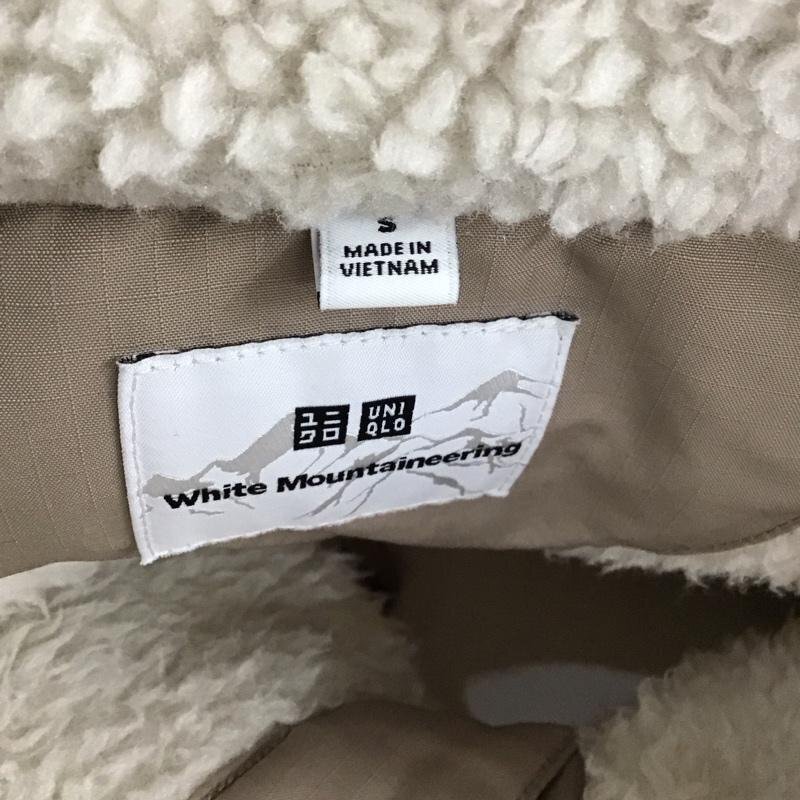 S
MADE IN
VIETNAM
ユニ UNI
クロ QLO
White Mountaineering